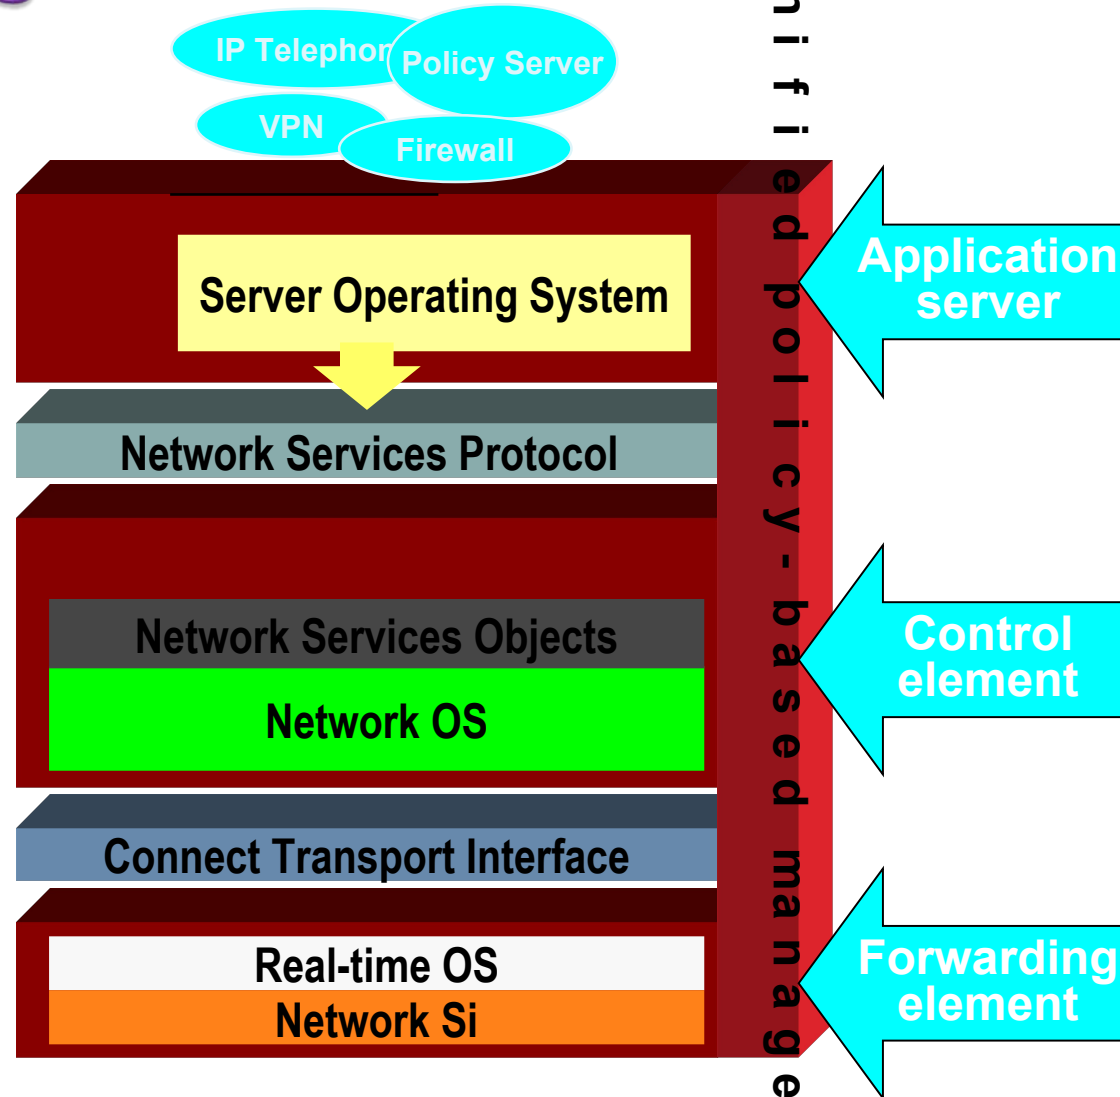 IP Telephon
Policy Server
VPN
Firewall
Server Operating System
Network Services Protocol
Network Services Objects
Network OS
Connect Transport Interface
Real-time OS
Network Si
nified policy-based manage
Application
server
Control
element
Forwarding
element